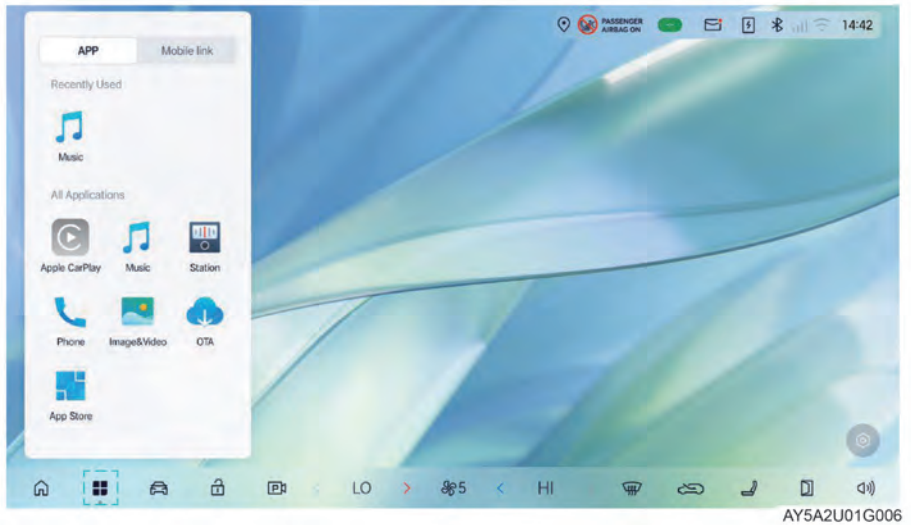 PASSENGER
AIRBAG ON
14:42
APP
Mobile link
Recently Used
Music
All Applications
Apple CarPlay
Music
Station
Phone
Image&Video
OTA
App Store
P
LO
5
HI
AY5A2U01G006